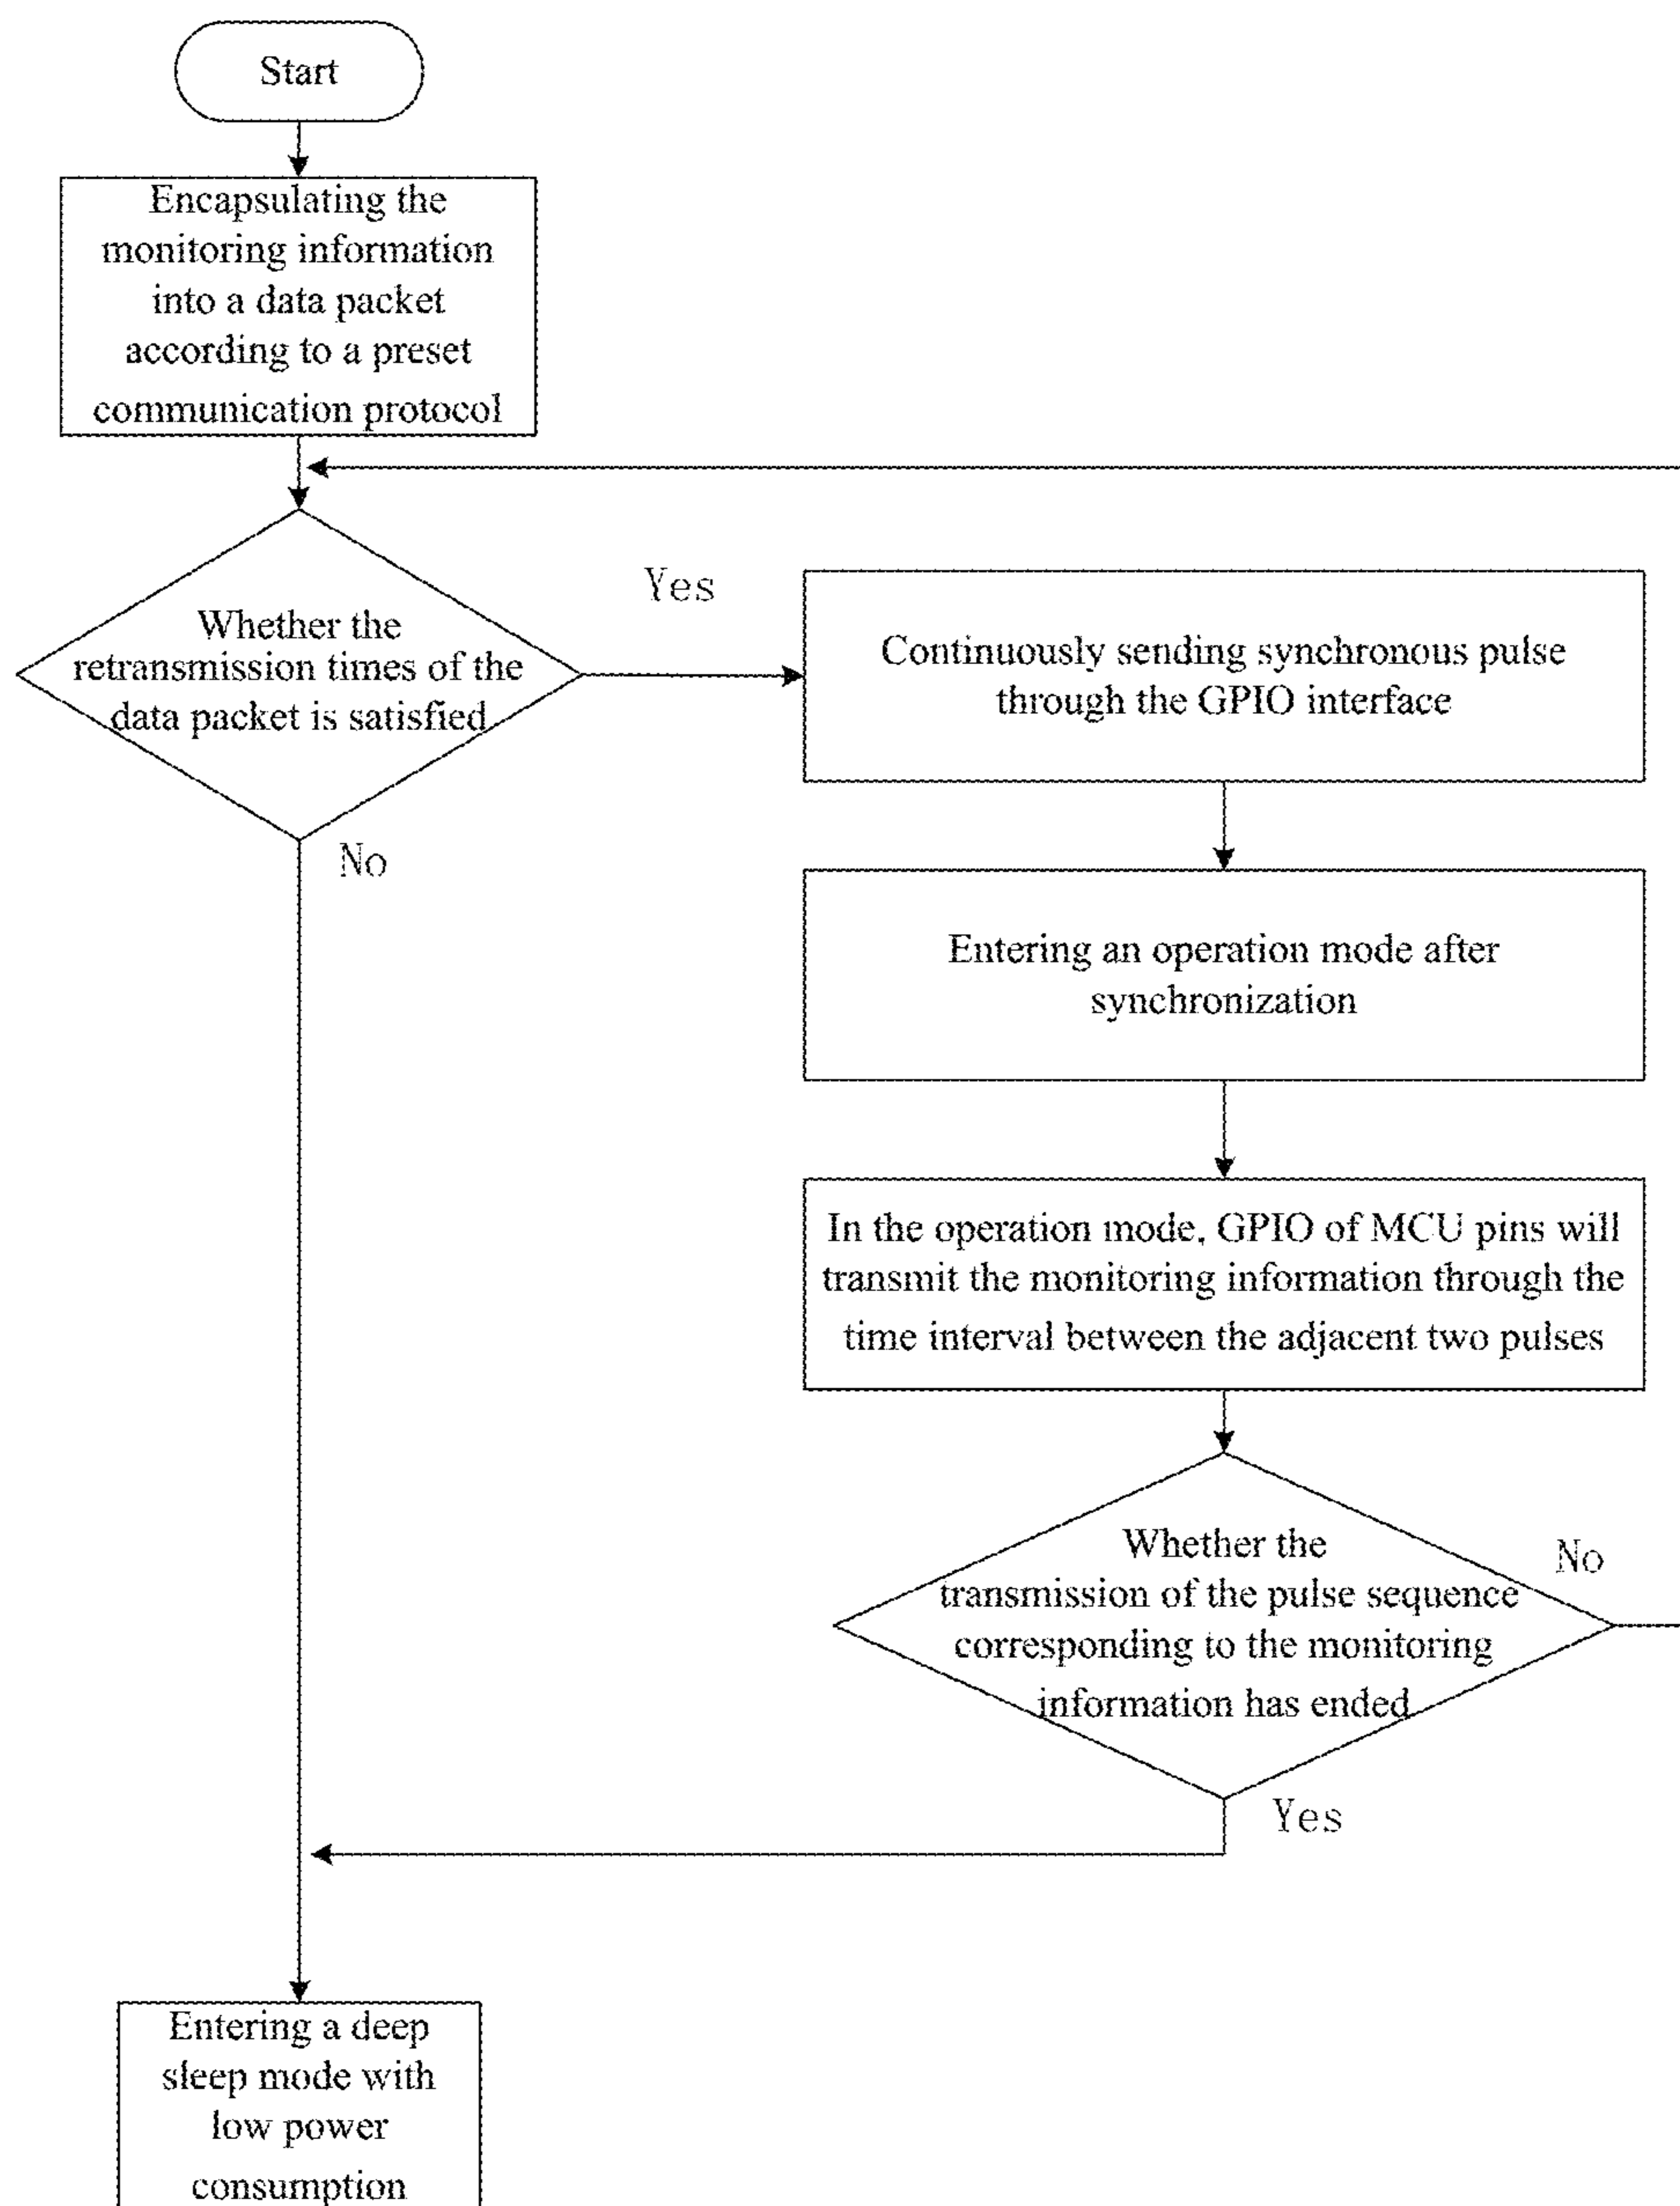 Start
Encapsulating the
monitoring information
into a data packet
according to a preset
communication protocol
Whether the
retransmission times of the
data packet is satisfied
Yes
No
Continuously sending synchronous pulse
through the GPIO interface
Entering an operation mode after
synchronization
In the operation mode, GPIO of MCU pins will
transmit the monitoring information through the
time interval between the adjacent two pulses
Whether the
transmission of the pulse sequence
corresponding to the monitoring
information has ended
No
Yes
Entering a deep
sleep mode with
low power
consumption